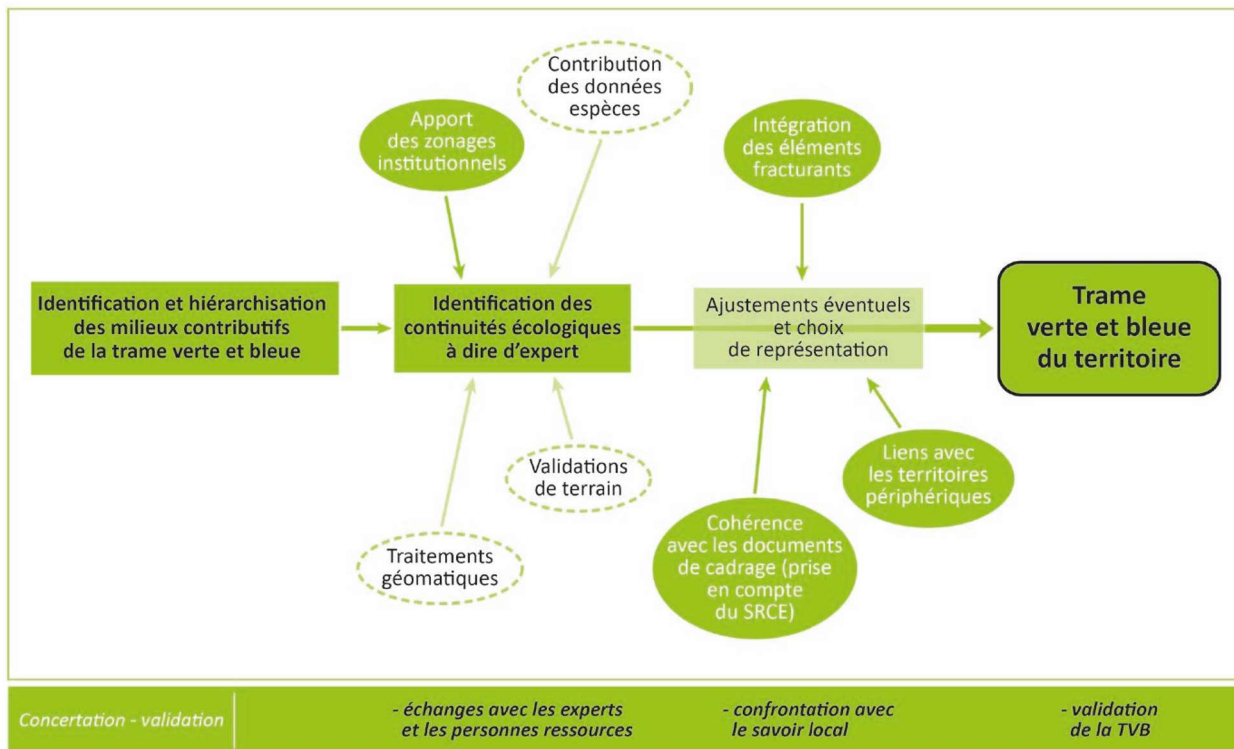 Contribution
des données
espèces
Apport
des zonages
institutionnels
Intégration
des éléments
fracturants
Identification et hiérarchisation
des milieux contributifs
de la trame verte et bleue
Identification des
continuités écologiques
à dire d’expert
Ajustements éventuels
et choix
de représentation
Trame
verte et bleue
du territoire
Validations
de terrain
Traitements
géomatiques
Liens avec
les territoires
périphériques
Cohérence
avec les documents
de cadrage (prise
en compte
du SRCE)
Concertation - validation
- échanges avec les experts
et les personnes ressources
- confrontation avec
le savoir local
- validation
de la TVB